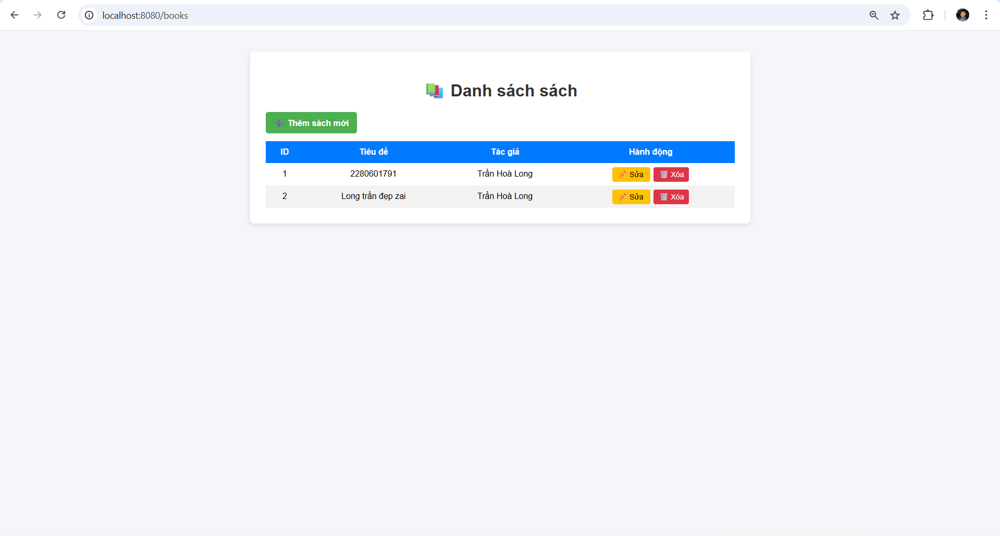 localhost:8080/books
Danh sách sách
Thêm sách mới
ID Tiêu đề Tác giả Hành động
1 2280601791 Trần Hoà Long Sửa Xóa
2 Long trần đẹp zai Trần Hoà Long Sửa Xóa